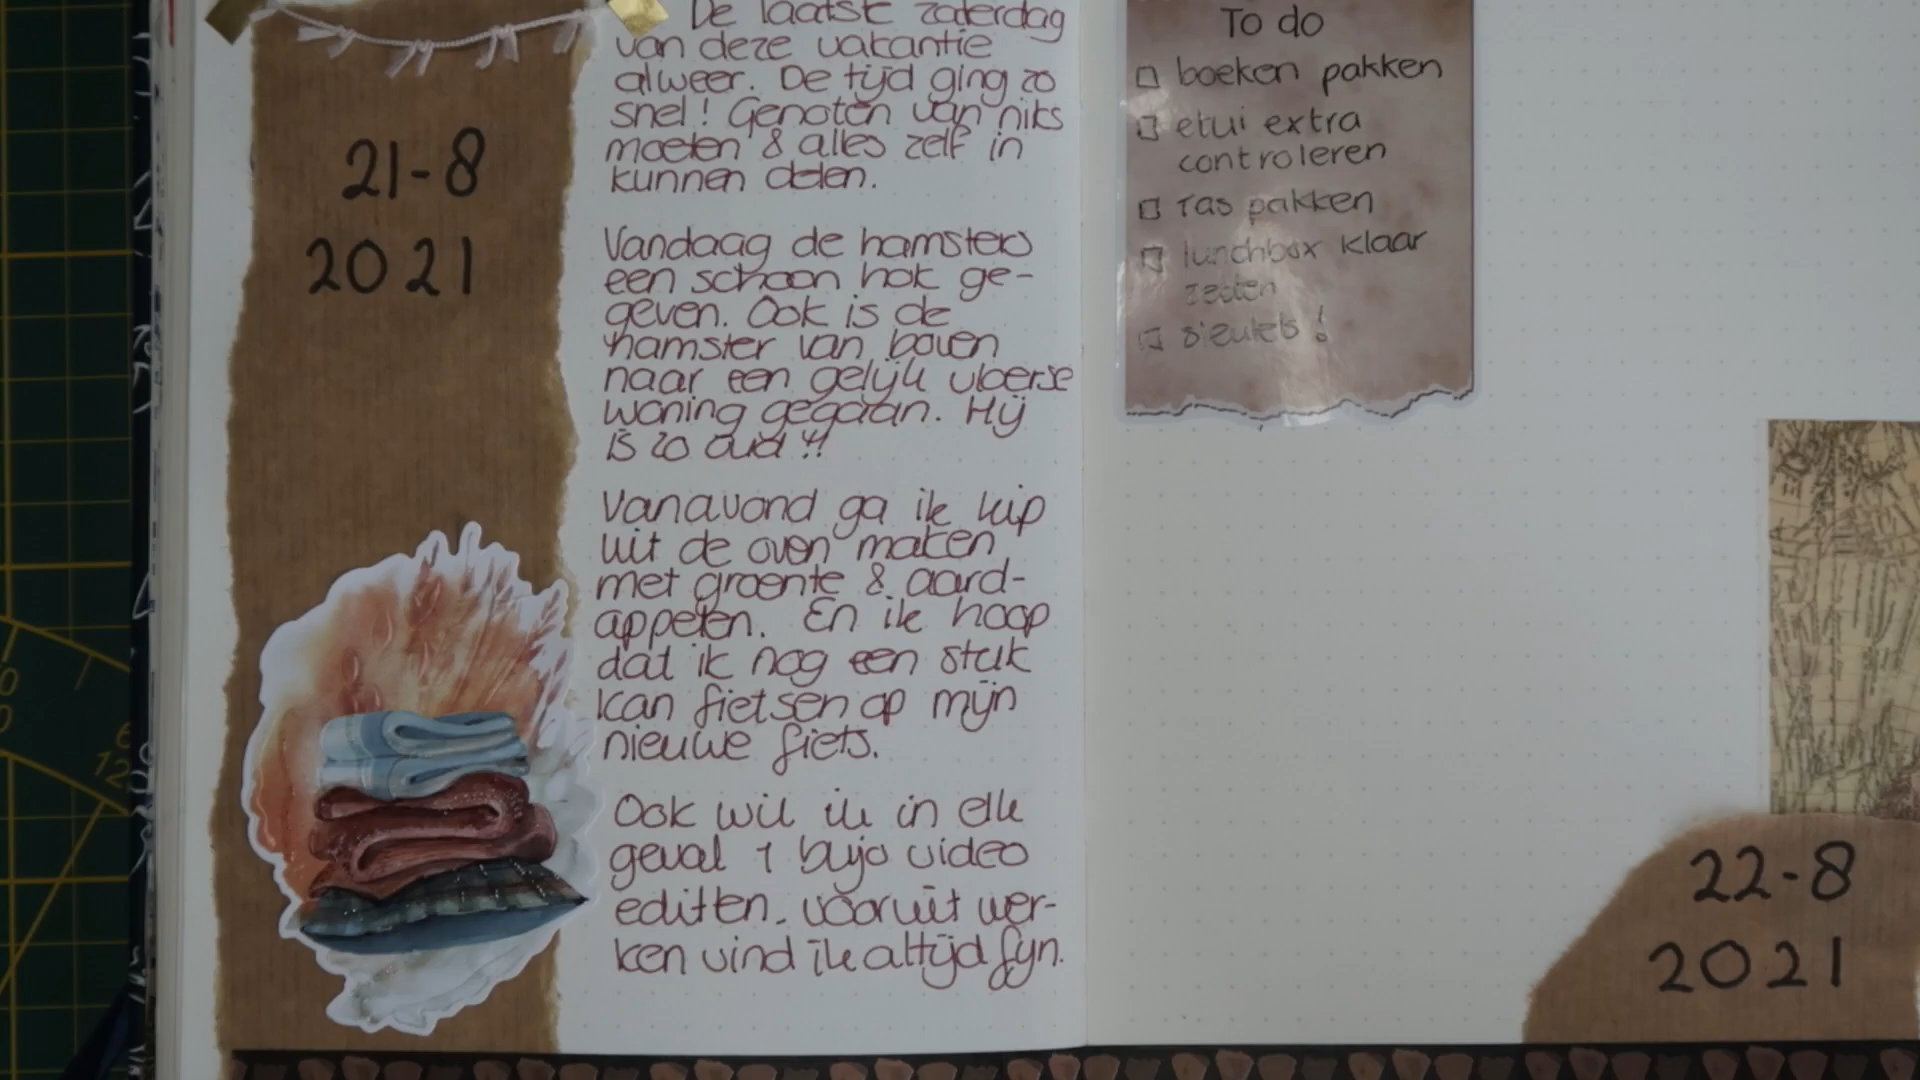 21-8
2021
De laatste zaterdag
van deze vakantie
alweer. De tijd ging zo
snel! Genoten van niks
moeten & alles zelf in
kunnen delen.
Vandaag de hamsters
een schoon hok ge-
geven. Ook is de
hamster van boven
naar een gelijk vloerse
woning gegaan. Hij
is zo oud !!
Vanavond ga ik kip
uit de oven maken
met groente & aard-
appelen. En ik hoop
dat ik nog een stuk
kan fietsen op mijn
nieuwe fiets.
Ook wil ik in elk
geval 1 bujo video
editten. Vooruit wer-
ken vind ik altijd fijn.
To do
boeken pakken
etui extra
controleren
tas pakken
lunchbox klaar
zetten
sleutels!
22-8
2021